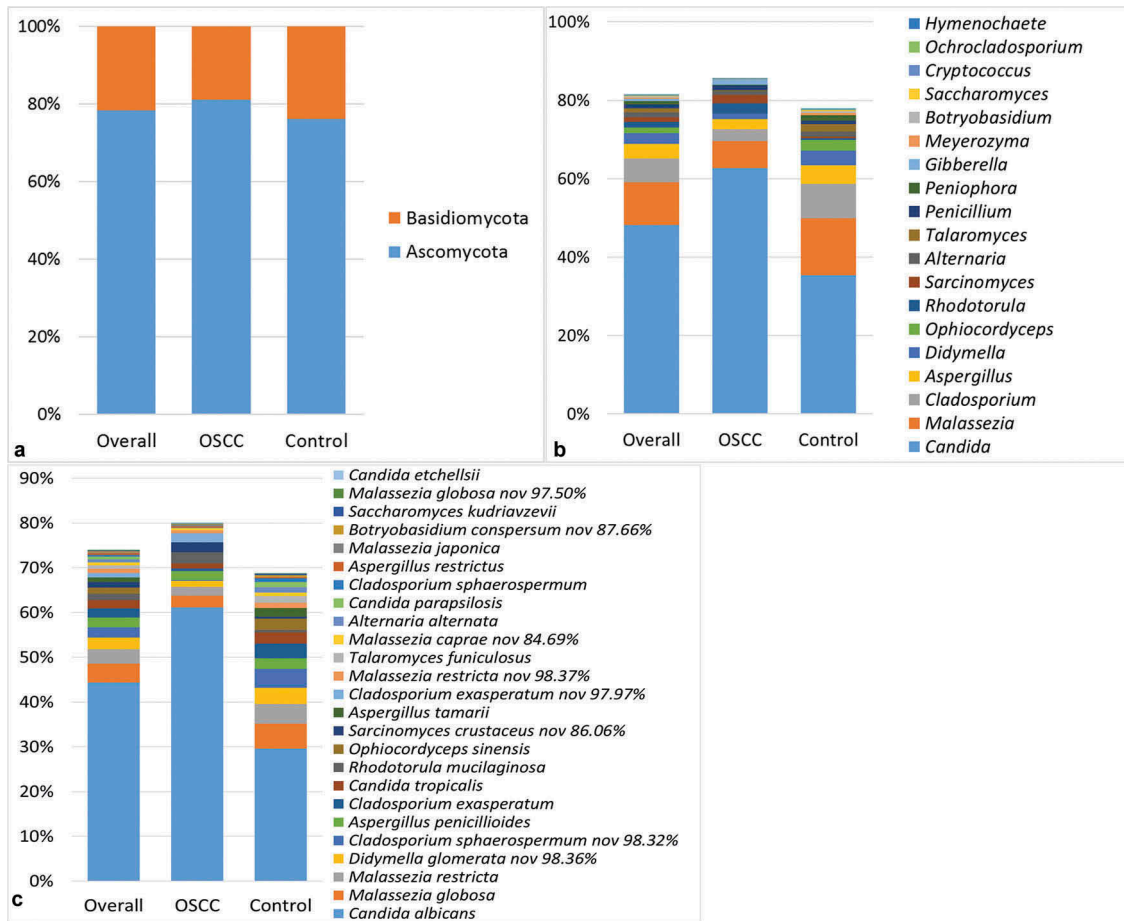 100%
80%
60%
40%
20%
0%
Overall
OSCC
Control
Basidiomycota
Ascomycota
a
100%
80%
60%
40%
20%
0%
Overall
OSCC
Control
Hymenochaete
Ochrocladosporium
Cryptococcus
Saccharomyces
Botryobasidium
Meyerozyma
Gibberella
Peniophora
Penicillium
Talaromyces
Alternaria
Sarcinomyces
Rhodotorula
Ophiocordyceps
Didymella
Aspergillus
Cladosporium
Malassezia
Candida
b
90%
80%
70%
60%
50%
40%
30%
20%
10%
0%
Overall
OSCC
Control
Candida etchellsii
Malassezia globosa nov 97.50%
Saccharomyces kudriavzevii
Botryobasidium conspersum nov 87.66%
Malassezia japonica
Aspergillus restrictus
Cladosporium sphaerospermum
Candida parapsilosis
Alternaria alternata
Malassezia caprae nov 84.69%
Talaromyces funiculosus
Malassezia restricta nov 98.37%
Cladosporium exasperatum nov 97.97%
Aspergillus tamarii
Sarcinomyces crustaceus nov 86.06%
Ophiocordyceps sinensis
Rhodotorula mucilaginosa
Candida tropicalis
Cladosporium exasperatum
Aspergillus penicillioides
Cladosporium sphaerospermum nov 98.32%
Didymella glomerata nov 98.36%
Malassezia restricta
Malassezia globosa
Candida albicans
c